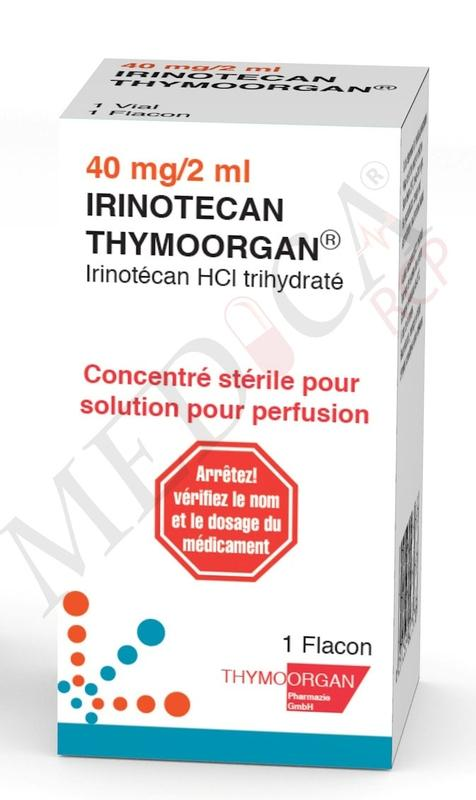 40 mg/2 ml
IRINOTECAN
THYMOORGAN®
1 Vial
1 Flacon
40 mg/2 ml
IRINOTECAN
THYMOORGAN®
Irinotécan HCl trihydraté
Concentré stérile pour
solution pour perfusion
Arrêtez!
vérifiez le nom
et le dosage du
médicament
1 Flacon
THYMOORGAN
Pharmazie
GmbH
MEDICA®
RCP